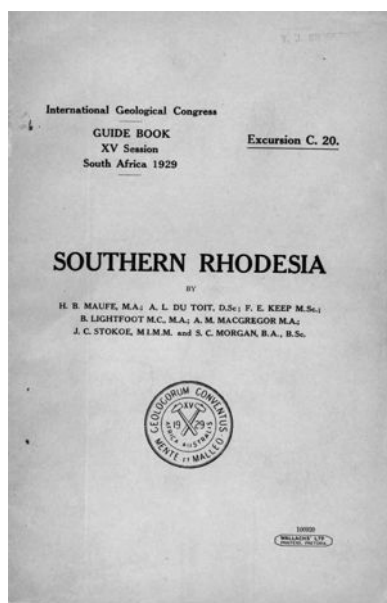 International Geological Congress
GUIDE BOOK
XV Session
South Africa 1929
Excursion C. 20.
SOUTHERN RHODESIA
BY
H. B. MAUFE, M.A.; A. L. DU TOIT, D.Sc; F. E. KEEP M.Sc.;
B. LIGHTFOOT M.C., M.A.; A. M. MACGREGOR M.A.;
J. C. STOKOE, M I.M.M. and S. C. MORGAN, B.A., B.Sc.
GEOLOGORUM CONVENTUS
XV
19 29
AFRICA AUSTRALIS
MENTE ET MALLEO
WALLACHS' LTD
PRINTERS, PRETORIA